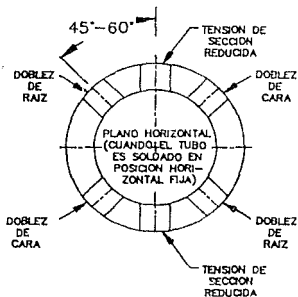 45°-60°
TENSION DE
SECCION
REDUCIDA
DOBLEZ
DE
RAIZ
DOBLEZ
DE
CARA
PLANO HORIZONTAL
(CUANDO EL TUBO
ES SOLDADO EN
POSICION HORI-
ZONTAL FIJA)
DOBLEZ
DE
CARA
DOBLEZ
DE
RAIZ
TENSION DE
SECCION
REDUCIDA